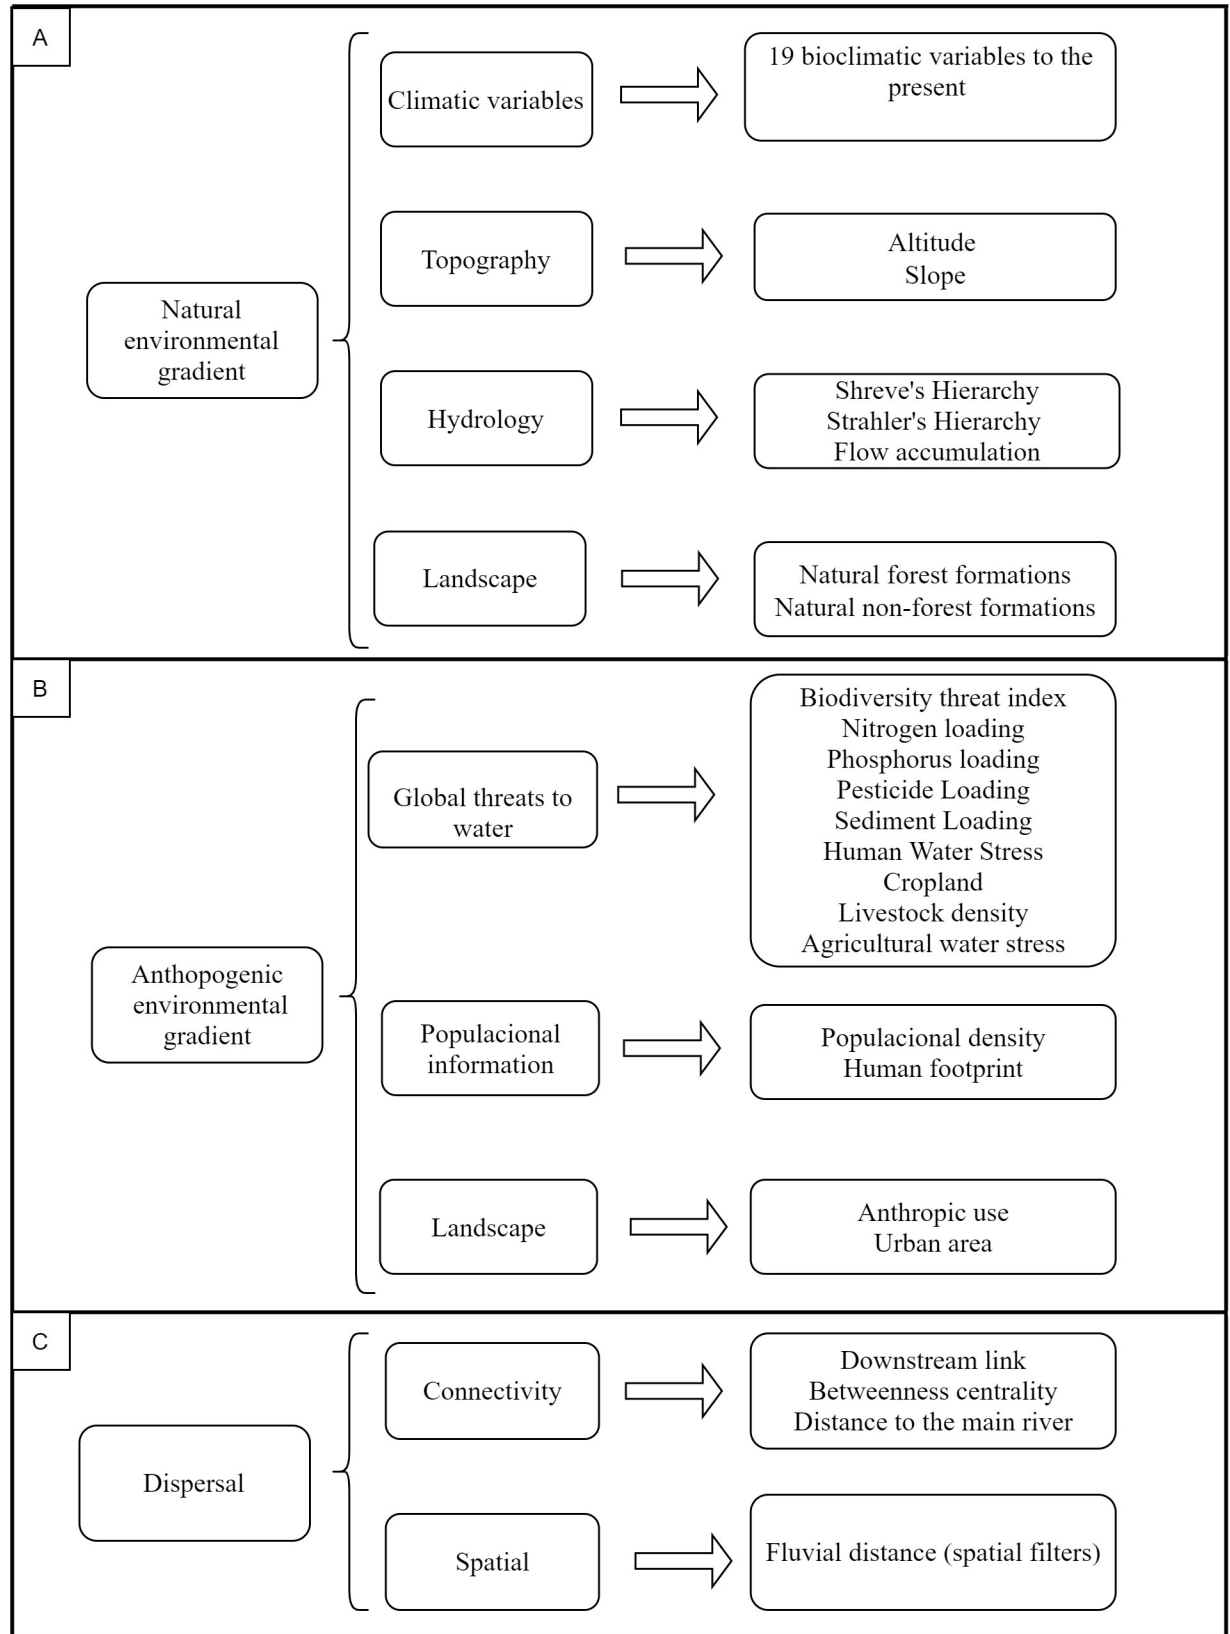 A
Climatic variables
19 bioclimatic variables to the
present
Topography
Altitude
Slope
Natural
environmental
gradient
Hydrology
Shreve's Hierarchy
Strahler's Hierarchy
Flow accumulation
Landscape
Natural forest formations
Natural non-forest formations
B
Global threats to
water
Biodiversity threat index
Nitrogen loading
Phosphorus loading
Pesticide Loading
Sediment Loading
Human Water Stress
Cropland
Livestock density
Agricultural water stress
Anthopogenic
environmental
gradient
Populacional
information
Populacional density
Human footprint
Landscape
Anthropic use
Urban area
C
Connectivity
Downstream link
Betweenness centrality
Distance to the main river
Dispersal
Spatial
Fluvial distance (spatial filters)